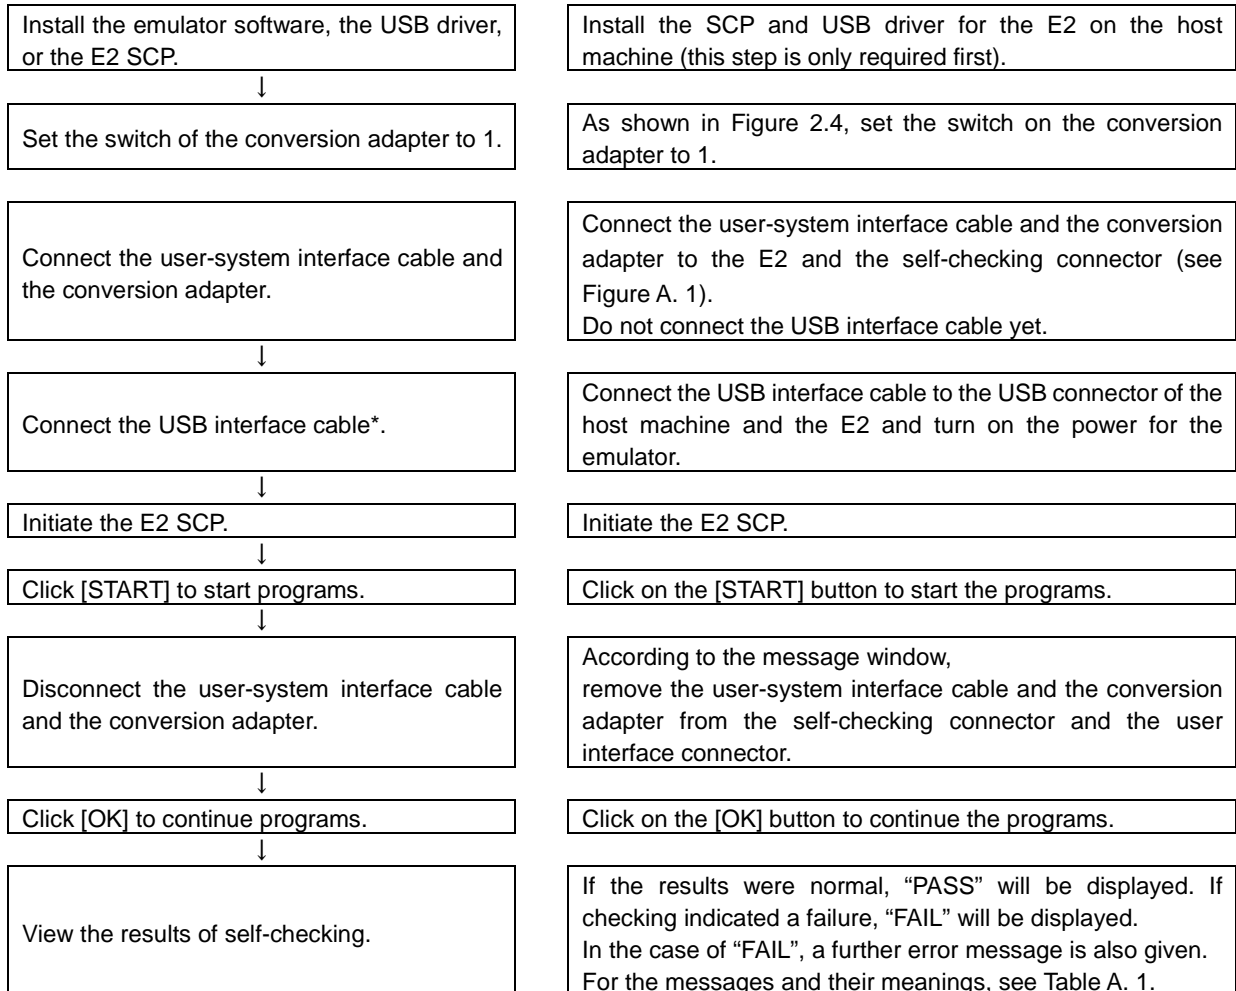 Install the emulator software, the USB driver,
or the E2 SCP.
Install the SCP and USB driver for the E2 on the host
machine (this step is only required first).
↓
Set the switch of the conversion adapter to 1.
As shown in Figure 2.4, set the switch on the conversion
adapter to 1.
Connect the user-system interface cable and
the conversion adapter.
Connect the user-system interface cable and the conversion
adapter to the E2 and the self-checking connector (see
Figure A. 1).
Do not connect the USB interface cable yet.
↓
Connect the USB interface cable*.
Connect the USB interface cable to the USB connector of the
host machine and the E2 and turn on the power for the
emulator.
↓
Initiate the E2 SCP.
Initiate the E2 SCP.
↓
Click [START] to start programs.
Click on the [START] button to start the programs.
↓
Disconnect the user-system interface cable
and the conversion adapter.
According to the message window,
remove the user-system interface cable and the conversion
adapter from the self-checking connector and the user
interface connector.
↓
Click [OK] to continue programs.
Click on the [OK] button to continue the programs.
↓
View the results of self-checking.
If the results were normal, “PASS” will be displayed. If
checking indicated a failure, “FAIL” will be displayed.
In the case of “FAIL”, a further error message is also given.
For the messages and their meanings, see Table A. 1.